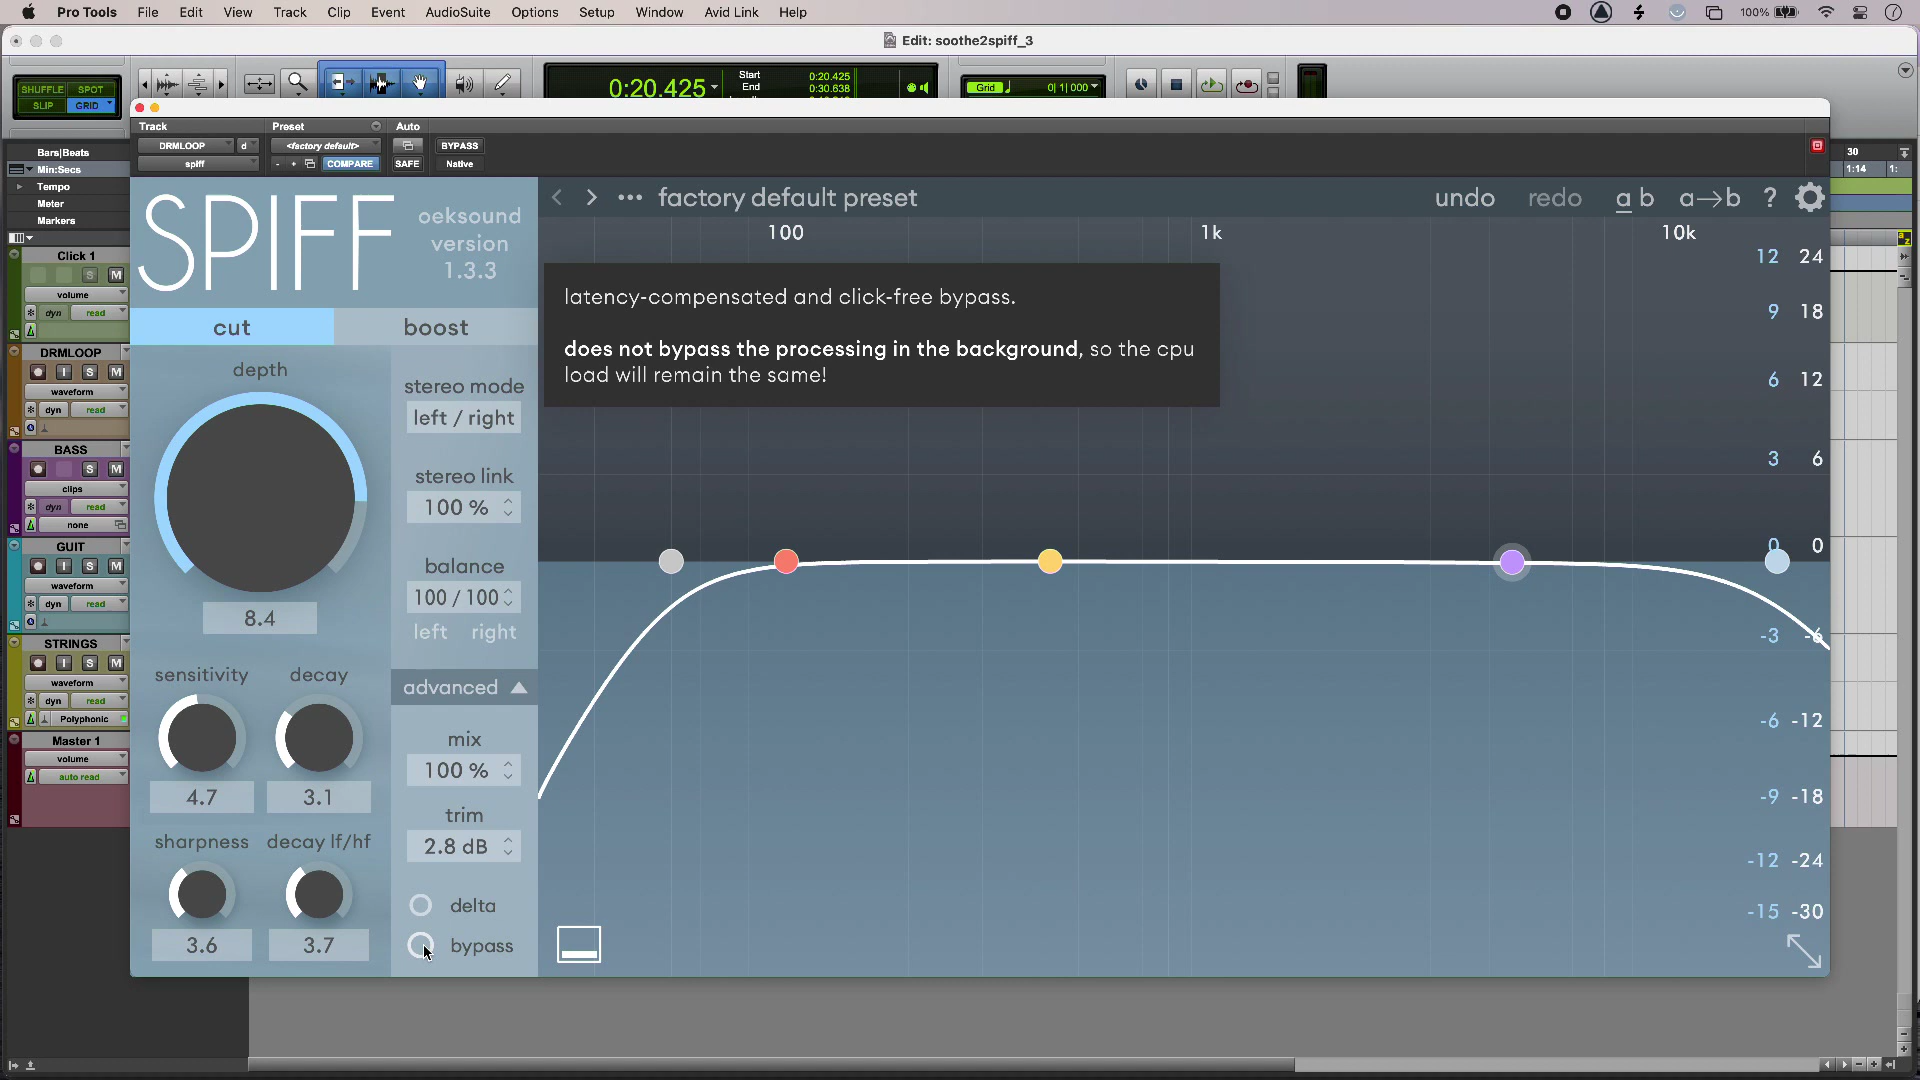 Pro Tools File Edit View Track Clip Event AudioSuite Options Setup Window Avid Link Help 100%
Edit: soothe2spiff_3
SHUFFLE SPOT
SLIP GRID
0:20.425
Start 0:20.425
End 0:30.638
Grid 0| 1| 000
Track Preset Auto
DRMLOOP d <factory default> BYPASS
spiff - + COMPARE SAFE Native
Bars|Beats
Min:Secs
Tempo
Meter
Markers
30
1:14 1:
Click 1
S M
volume
dyn read
DRMLOOP
I S M
waveform
dyn read
BASS
S M
clips
dyn read
none
GUIT
I S M
waveform
dyn read
STRINGS
I S M
waveform
dyn read
Polyphonic
Master 1
volume
auto read
SPIFF
oeksound
version
1.3.3
factory default preset undo redo a b a→b ?
100 1k 10k
cut boost
depth
8.4
sensitivity decay
4.7 3.1
sharpness decay lf/hf
3.6 3.7
stereo mode
left / right
stereo link
100 %
balance
100 / 100
left right
advanced
mix
100 %
trim
2.8 dB
delta
bypass
latency-compensated and click-free bypass.
does not bypass the processing in the background, so the cpu
load will remain the same!
12 24
9 18
6 12
3 6
0 0
-3 -6
-6 -12
-9 -18
-12 -24
-15 -30
a z